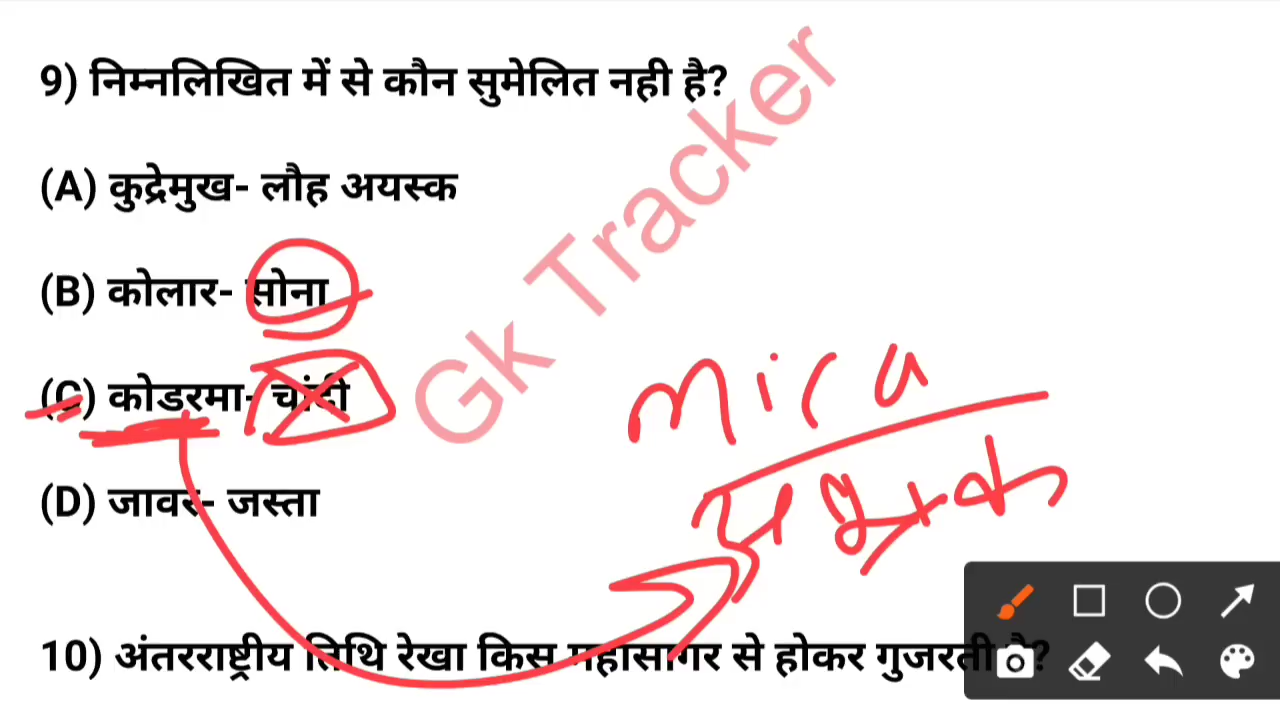 9) निम्नलिखित में से कौन सुमेलित नही है?
(A) कुद्रेमुख- लौह अयस्क
(B) कोलार- सोना
(C) कोडरमा- चांदी
(D) जावर- जस्ता
10) अंतरराष्ट्रीय तिथि रेखा किस महासागर से होकर गुजरती है?
Gk Tracker
mica
अभ्रक